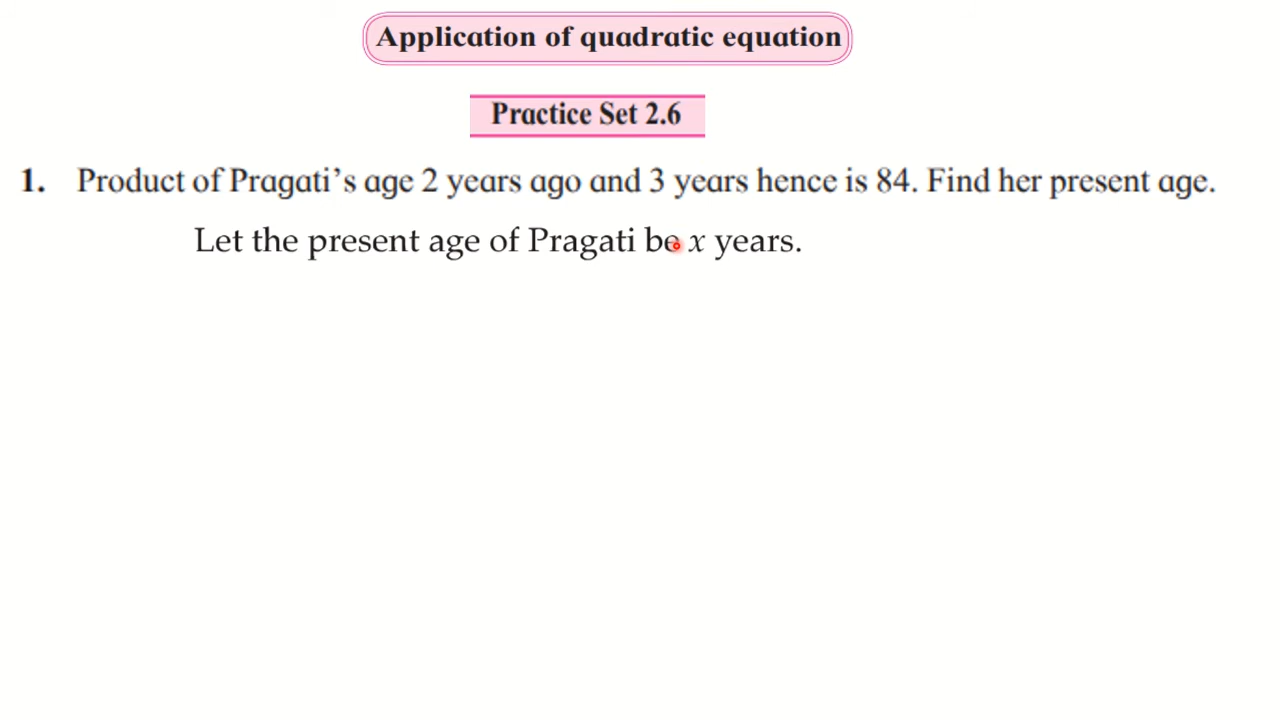 Application of quadratic equation
Practice Set 2.6
1. Product of Pragati’s age 2 years ago and 3 years hence is 84. Find her present age.
Let the present age of Pragati be x years.